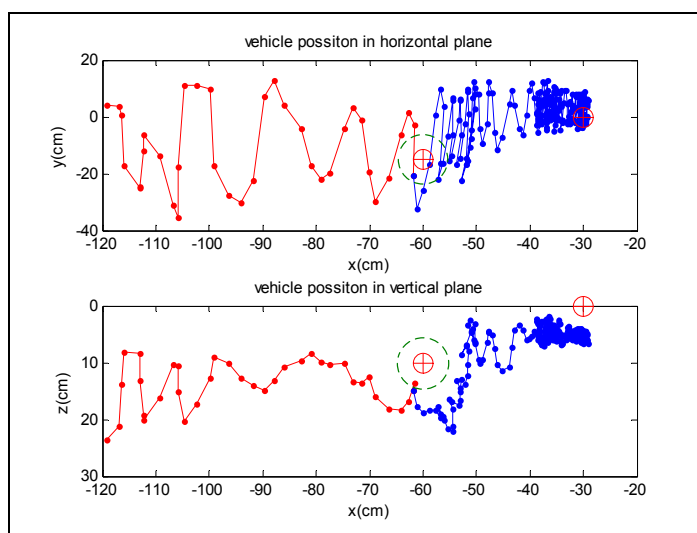 vehicle possiton in horizontal plane
20
0
-20
-40
y(cm)
-120 -110 -100 -90 -80 -70 -60 -50 -40 -30 -20
x(cm)
vehicle possiton in vertical plane
0
10
20
30
z(cm)
-120 -110 -100 -90 -80 -70 -60 -50 -40 -30 -20
x(cm)